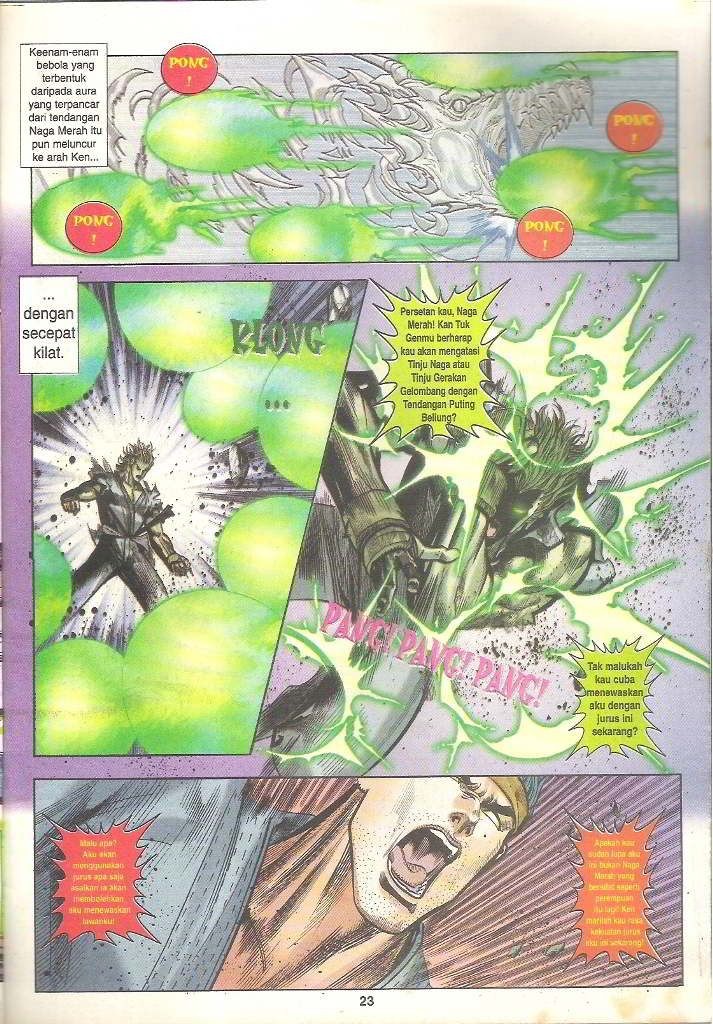 Keenam-enam
bebola yang
terbentuk
daripada aura
yang terpancar
dari tendangan
Naga Merah itu
pun meluncur
ke arah Ken...
PONG
!
PONG
!
PONG
!
PONG
!
...
dengan
secepat
kilat.
KLONG
...
Persetan kau, Naga
Merah! Kan Tuk
Genmu berharap
kau akan mengatasi
Tinju Naga atau
Tinju Gerakan
Gelombang dengan
Tendangan Puting
Beliung?
PANG! PANG! PANG!
Tak malukah
kau cuba
menewaskan
aku dengan
jurus ini
sekarang?
Malu apa?
Aku akan
menggunakan
jurus apa saja
asalkan ia akan
membolehkan
aku menewaskan
lawanku!
Apakah kau
sudah lupa aku
ini bukan Naga
Merah yang
bersifat seperti
perempuan
itu lagi! Ken
marilah kau rasa
kekuatan jurus
aku ini sekarang!
23